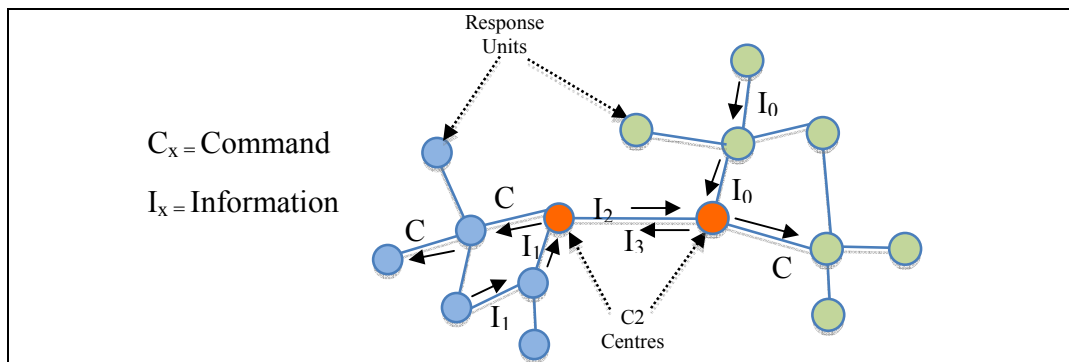 Response
Units
I₀
Cₓ = Command
Iₓ = Information
I₀
C
C
I₂
I₃
I₁
C
I₁
C2
Centres